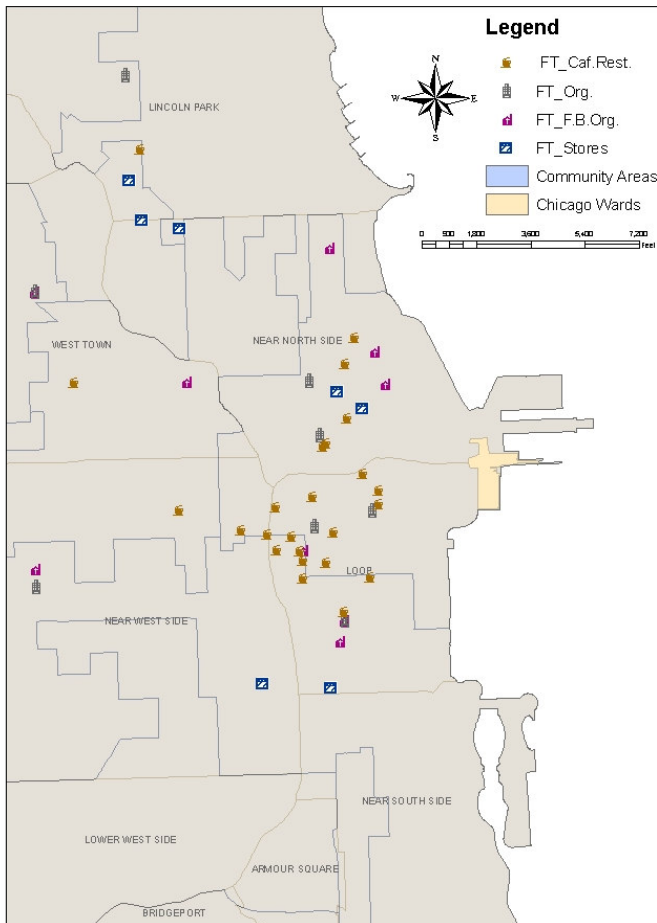 Legend
FT_Caf.Rest.
FT_Org.
FT_F.B.Org.
FT_Stores
Community Areas
Chicago Wards
N
W E
S
0 900 1,800 3,600 5,400 7,200
Feet
LINCOLN PARK
WEST TOWN
NEAR NORTH SIDE
LOOP
NEAR WEST SIDE
NEAR SOUTH SIDE
LOWER WEST SIDE
ARMOUR SQUARE
BRIDGEPORT